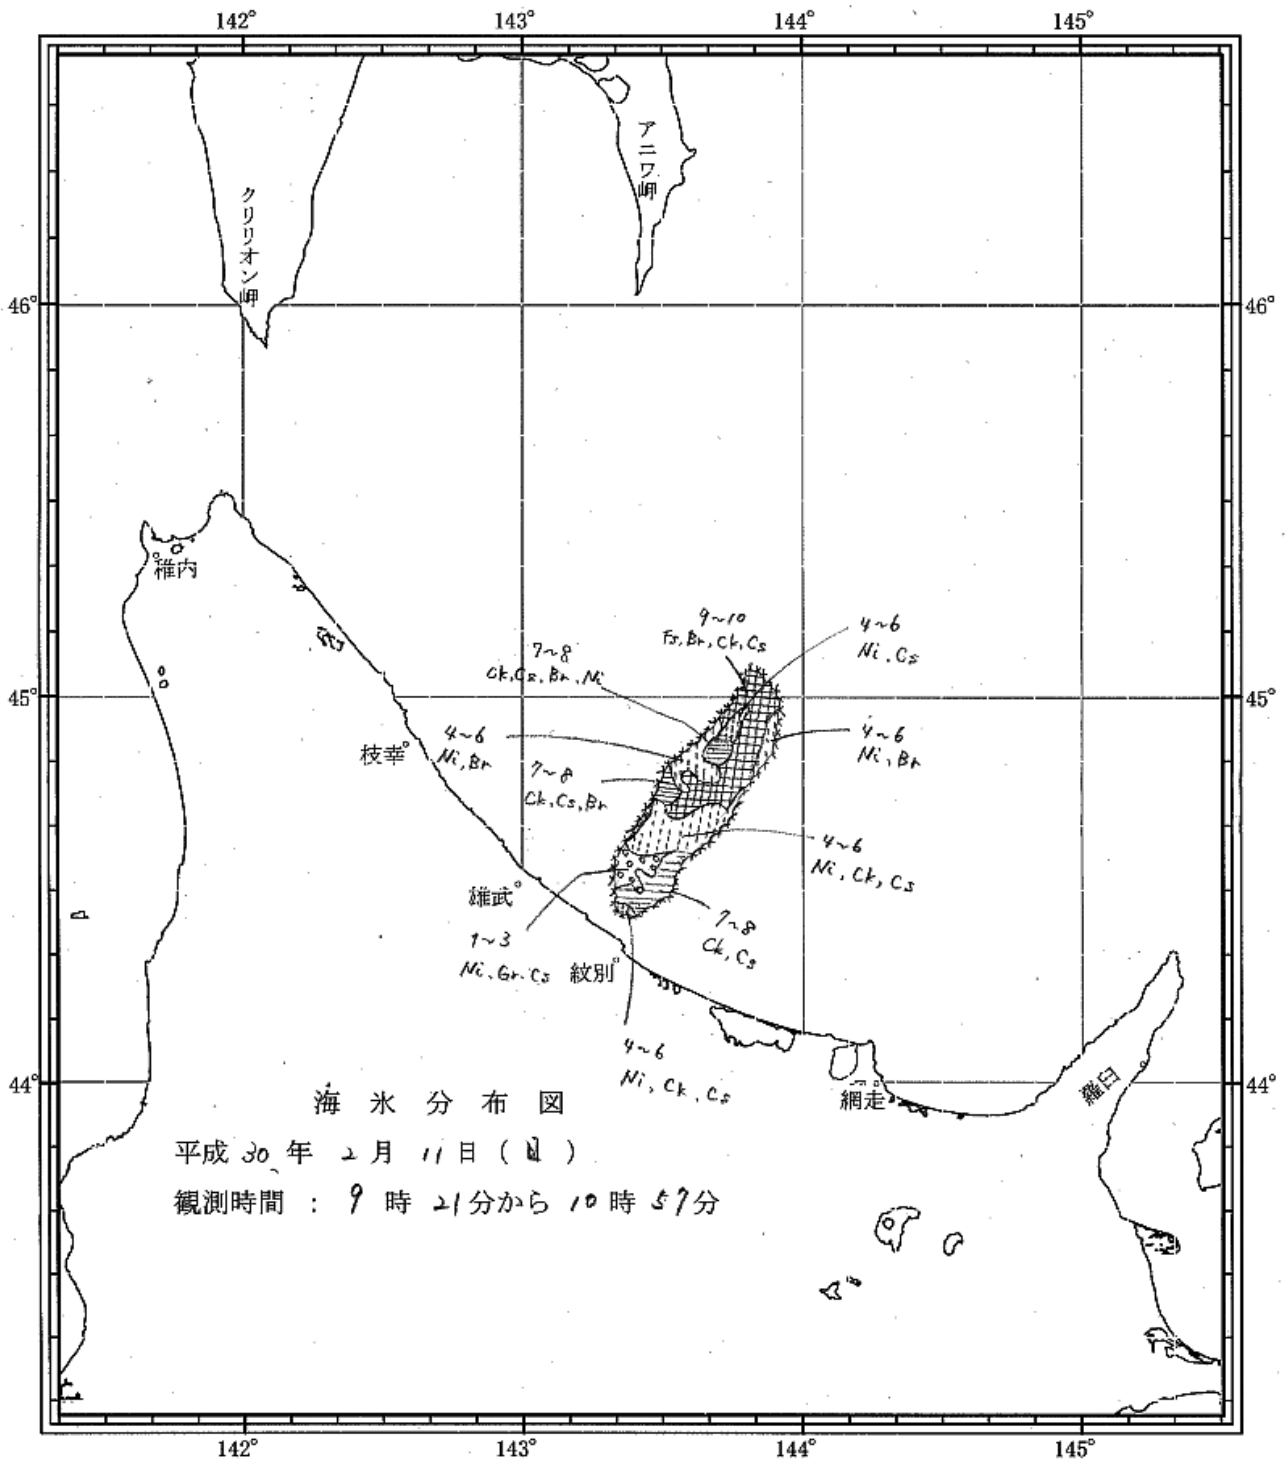 142°
143°
144°
145°
アニワ岬
クリリオン岬
46°
46°
稚内
9~10
Fs,Br,Ck,Cs
4~6
Ni,Cs
7~8
Ck,Cs,Br,Ni
45°
45°
4~6
Ni,Br
4~6
Ni,Br
枝幸
7~8
Ck,Cs,Br
4~6
Ni,Ck,Cs
雄武
7~8
Ck,Cs
1~3
Ni,Gr,Cs
紋別
4~6
Ni,Ck,Cs
44°
44°
羅臼
網走
海氷分布図
平成30年2月11日(日)
観測時間:9時21分から10時57分
142°
143°
144°
145°